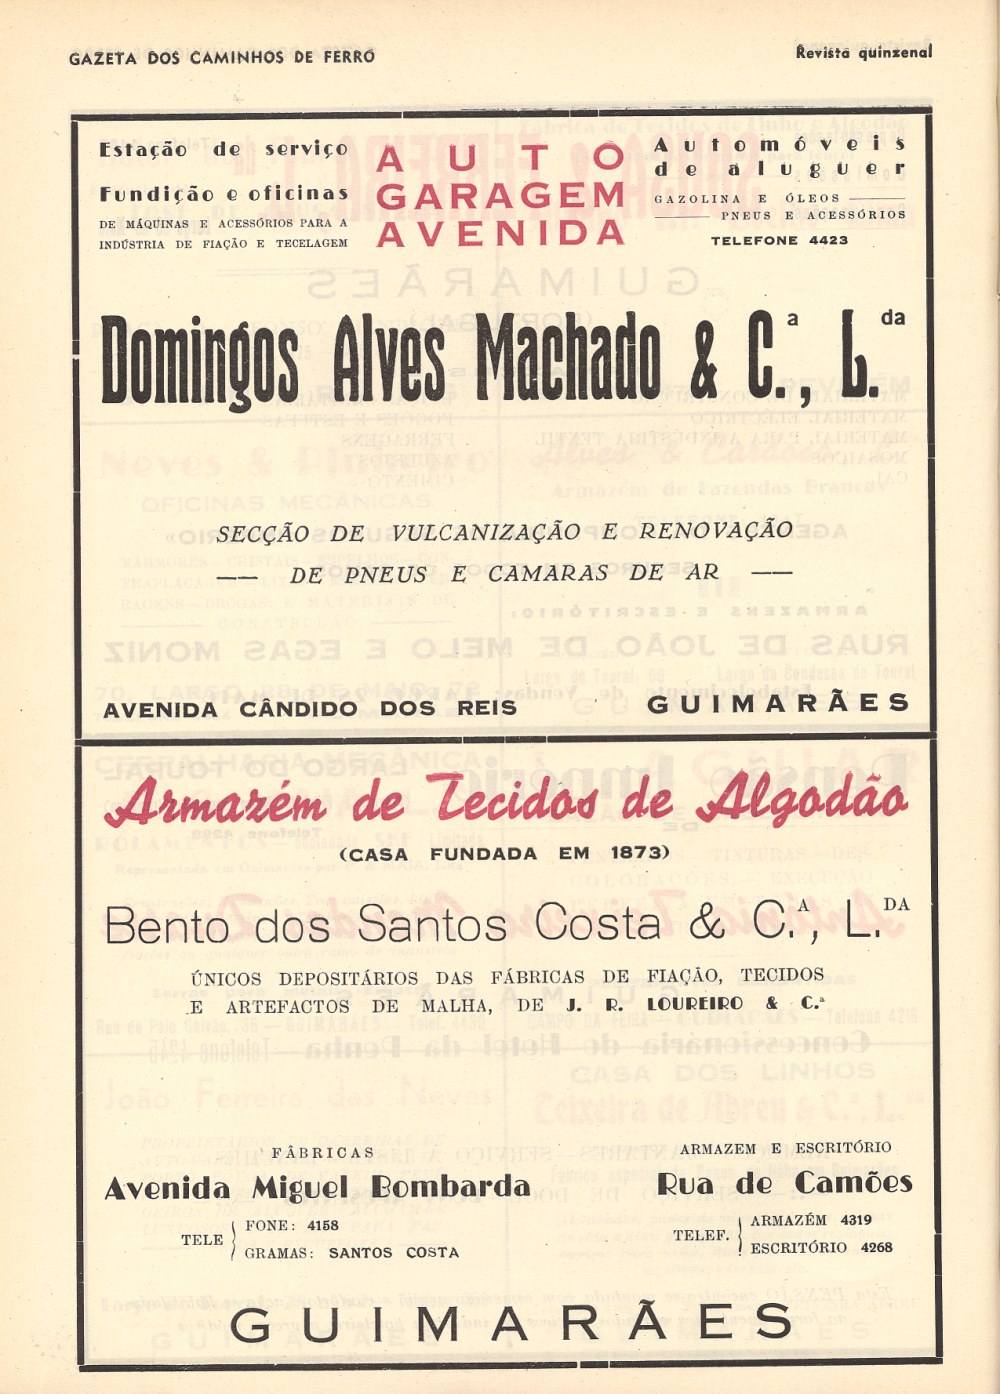 GAZETA DOS CAMINHOS DE FERRO
Revista quinzenal
Estação de serviço
Fundição e oficinas
DE MÁQUINAS E ACESSÓRIOS PARA A
INDÚSTRIA DE FIAÇÃO E TECELAGEM
AUTO
GARAGEM
AVENIDA
Automóveis
de aluguer
GAZOLINA E ÓLEOS ——
—— PNEUS E ACESSÓRIOS
TELEFONE 4423
Domingos Alves Machado & C.ª, L.da
SECÇÃO DE VULCANIZAÇÃO E RENOVAÇÃO
—— DE PNEUS E CAMARAS DE AR ——
AVENIDA CÂNDIDO DOS REIS
GUIMARÃES
Armazém de Tecidos de Algodão
(CASA FUNDADA EM 1873)
Bento dos Santos Costa & C.A, L.DA
ÚNICOS DEPOSITÁRIOS DAS FÁBRICAS DE FIAÇÃO, TECIDOS
E ARTEFACTOS DE MALHA, DE J. R. LOUREIRO & C.ª
FÁBRICAS
Avenida Miguel Bombarda
TELE { FONE: 4158
GRAMAS: SANTOS COSTA
ARMAZEM E ESCRITÓRIO
Rua de Camões
TELEF. { ARMAZÉM 4319
ESCRITÓRIO 4268
GUIMARÃES